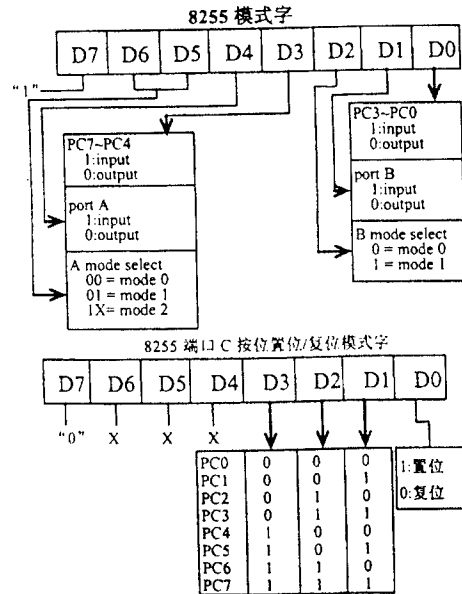 8255 模式字
D7 D6 D5 D4 D3 D2 D1 D0
"1"
PC7~PC4
1:input
0:output
port A
1:input
0:output
A mode select
00 = mode 0
01 = mode 1
1X= mode 2
PC3~PC0
1:input
0:output
port B
1:input
0:output
B mode select
0 = mode 0
1 = mode 1
8255 端口 C 按位置位/复位模式字
D7 D6 D5 D4 D3 D2 D1 D0
"0" X X X
PC0 0 0 0
PC1 0 0 1
PC2 0 1 0
PC3 0 1 1
PC4 1 0 0
PC5 1 0 1
PC6 1 1 0
PC7 1 1 1
1:置位
0:复位